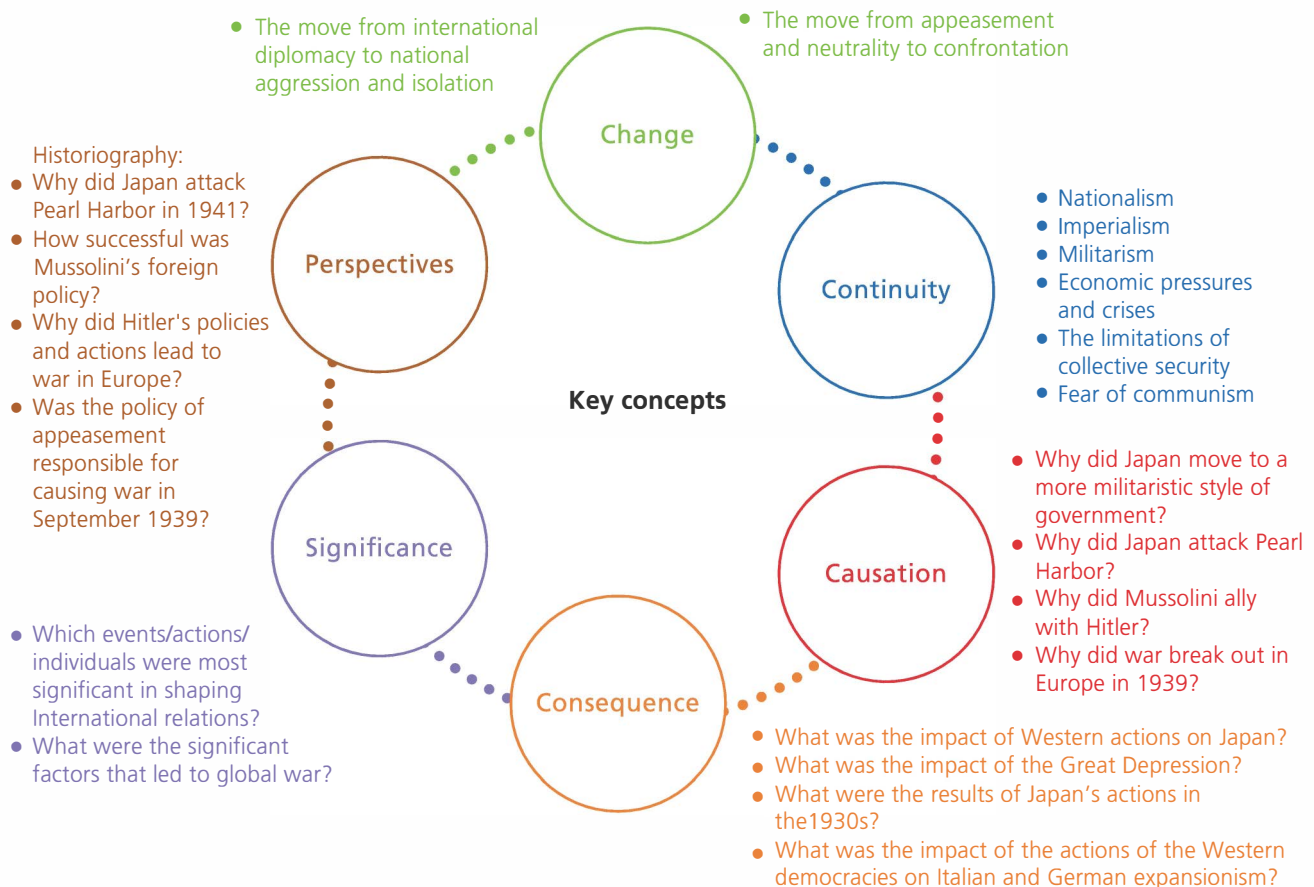 • The move from international
diplomacy to national
aggression and isolation
• The move from appeasement
and neutrality to confrontation
Change
Historiography:
• Why did Japan attack
Pearl Harbor in 1941?
• How successful was
Mussolini’s foreign
policy?
• Why did Hitler's policies
and actions lead to
war in Europe?
• Was the policy of
appeasement
responsible for
causing war in
September 1939?
Perspectives
Continuity
• Nationalism
• Imperialism
• Militarism
• Economic pressures
and crises
• The limitations of
collective security
• Fear of communism
Key concepts
Significance
Causation
• Why did Japan move to a
more militaristic style of
government?
• Why did Japan attack Pearl
Harbor?
• Why did Mussolini ally
with Hitler?
• Why did war break out in
Europe in 1939?
• Which events/actions/
individuals were most
significant in shaping
International relations?
• What were the significant
factors that led to global war?
Consequence
• What was the impact of Western actions on Japan?
• What was the impact of the Great Depression?
• What were the results of Japan’s actions in
the1930s?
• What was the impact of the actions of the Western
democracies on Italian and German expansionism?